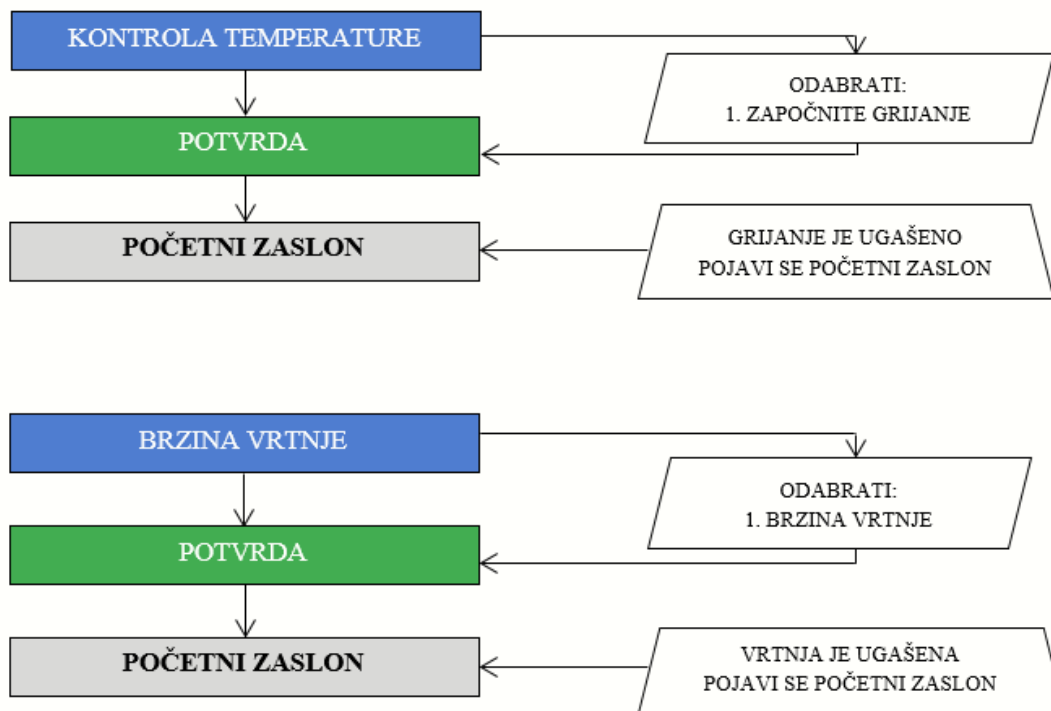 KONTROLA TEMPERATURE
ODABRATI:
1. ZAPOČNITE GRIJANJE
POTVRDA
POČETNI ZASLON
GRIJANJE JE UGAŠENO
POJAVI SE POČETNI ZASLON
BRZINA VRTNJE
ODABRATI:
1. BRZINA VRTNJE
POTVRDA
POČETNI ZASLON
VRTNJA JE UGAŠENA
POJAVI SE POČETNI ZASLON